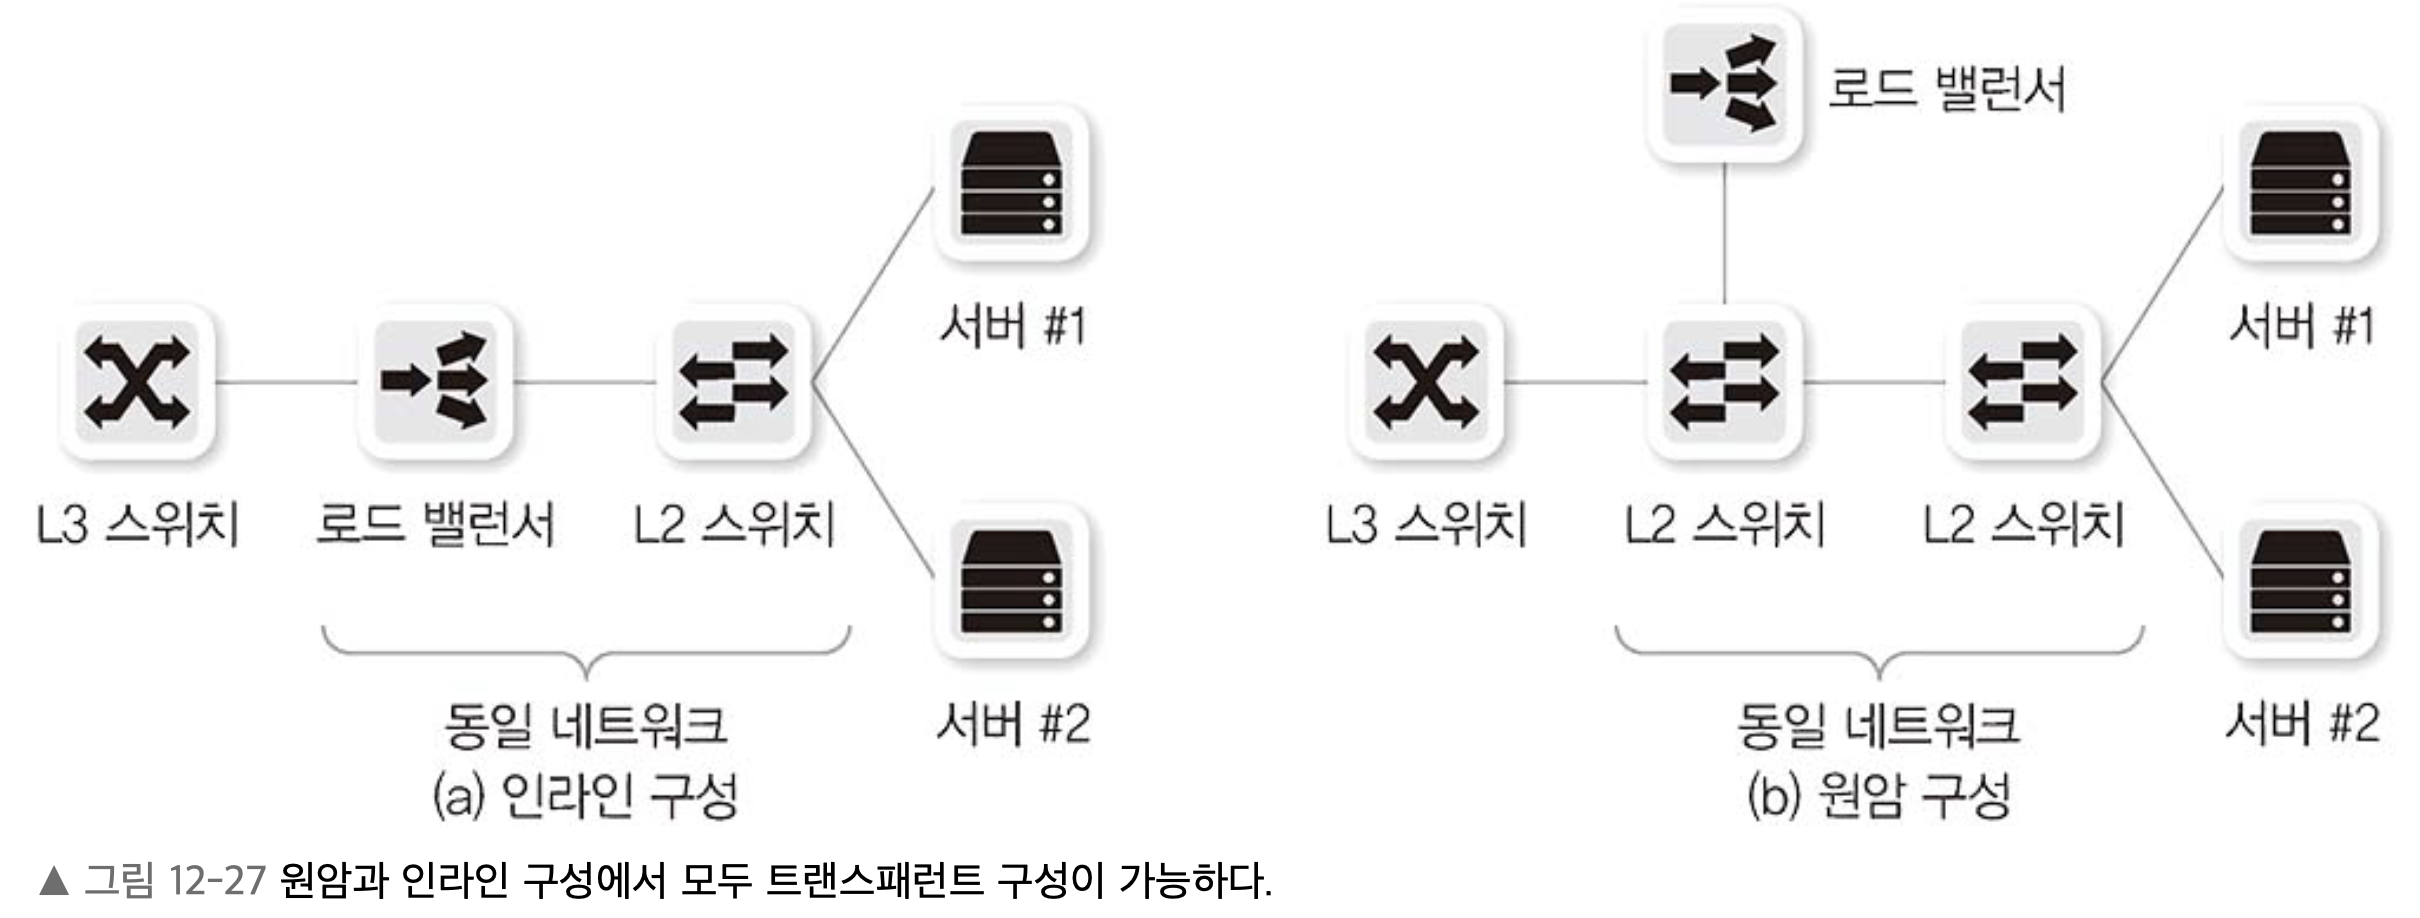 로드 밸런서
서버 #1
서버 #1
L3 스위치
로드 밸런서
L2 스위치
L3 스위치
L2 스위치
L2 스위치
동일 네트워크
(a) 인라인 구성
서버 #2
동일 네트워크
(b) 원암 구성
서버 #2
▲ 그림 12-27 원암과 인라인 구성에서 모두 트랜스패런트 구성이 가능하다.